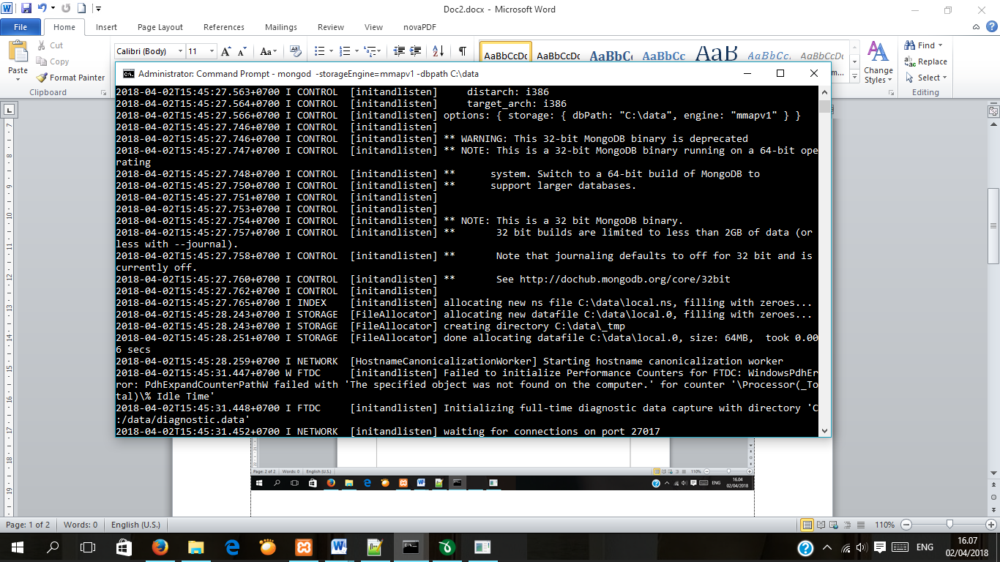 Doc2.docx - Microsoft Word
File Home Insert Page Layout References Mailings Review View novaPDF
Cut
Copy
Format Painter
Paste
Clipboard
Calibri (Body) 11
AaBbCcDc AaBbCcDc AaBbCc AaBbCc AaB AaBbCc. AaBbCcDc
Change
Styles
Find
Replace
Select
Editing
Administrator: Command Prompt - mongod -storageEngine=mmapv1 -dbpath C:\data
2018-04-02T15:45:27.563+0700 I CONTROL [initandlisten] distarch: i386
2018-04-02T15:45:27.564+0700 I CONTROL [initandlisten] target_arch: i386
2018-04-02T15:45:27.566+0700 I CONTROL [initandlisten] options: { storage: { dbPath: "C:\data", engine: "mmapv1" } }
2018-04-02T15:45:27.746+0700 I CONTROL [initandlisten]
2018-04-02T15:45:27.746+0700 I CONTROL [initandlisten] ** WARNING: This 32-bit MongoDB binary is deprecated
2018-04-02T15:45:27.747+0700 I CONTROL [initandlisten] ** NOTE: This is a 32-bit MongoDB binary running on a 64-bit ope
rating
2018-04-02T15:45:27.748+0700 I CONTROL [initandlisten] ** system. Switch to a 64-bit build of MongoDB to
2018-04-02T15:45:27.750+0700 I CONTROL [initandlisten] ** support larger databases.
2018-04-02T15:45:27.751+0700 I CONTROL [initandlisten]
2018-04-02T15:45:27.753+0700 I CONTROL [initandlisten]
2018-04-02T15:45:27.754+0700 I CONTROL [initandlisten] ** NOTE: This is a 32 bit MongoDB binary.
2018-04-02T15:45:27.757+0700 I CONTROL [initandlisten] ** 32 bit builds are limited to less than 2GB of data (or
less with --journal).
2018-04-02T15:45:27.758+0700 I CONTROL [initandlisten] ** Note that journaling defaults to off for 32 bit and is
currently off.
2018-04-02T15:45:27.760+0700 I CONTROL [initandlisten] ** See http://dochub.mongodb.org/core/32bit
2018-04-02T15:45:27.762+0700 I CONTROL [initandlisten]
2018-04-02T15:45:27.765+0700 I INDEX [initandlisten] allocating new ns file C:\data\local.ns, filling with zeroes...
2018-04-02T15:45:28.243+0700 I STORAGE [FileAllocator] allocating new datafile C:\data\local.0, filling with zeroes...
2018-04-02T15:45:28.243+0700 I STORAGE [FileAllocator] creating directory C:\data\_tmp
2018-04-02T15:45:28.251+0700 I STORAGE [FileAllocator] done allocating datafile C:\data\local.0, size: 64MB, took 0.00
6 secs
2018-04-02T15:45:28.259+0700 I NETWORK [HostnameCanonicalizationWorker] Starting hostname canonicalization worker
2018-04-02T15:45:31.447+0700 W FTDC [initandlisten] Failed to initialize Performance Counters for FTDC: WindowsPdhEr
ror: PdhExpandCounterPathW failed with 'The specified object was not found on the computer.' for counter '\Processor(_To
tal)\% Idle Time'
2018-04-02T15:45:31.448+0700 I FTDC [initandlisten] Initializing full-time diagnostic data capture with directory 'C
:/data/diagnostic.data'
2018-04-02T15:45:31.452+0700 I NETWORK [initandlisten] waiting for connections on port 27017
Page: 2 of 2 Words: 0 English (U.S.) 110%
ENG 16.04
02/04/2018
Page: 1 of 2 Words: 0 English (U.S.) 110%
ENG 16.07
02/04/2018